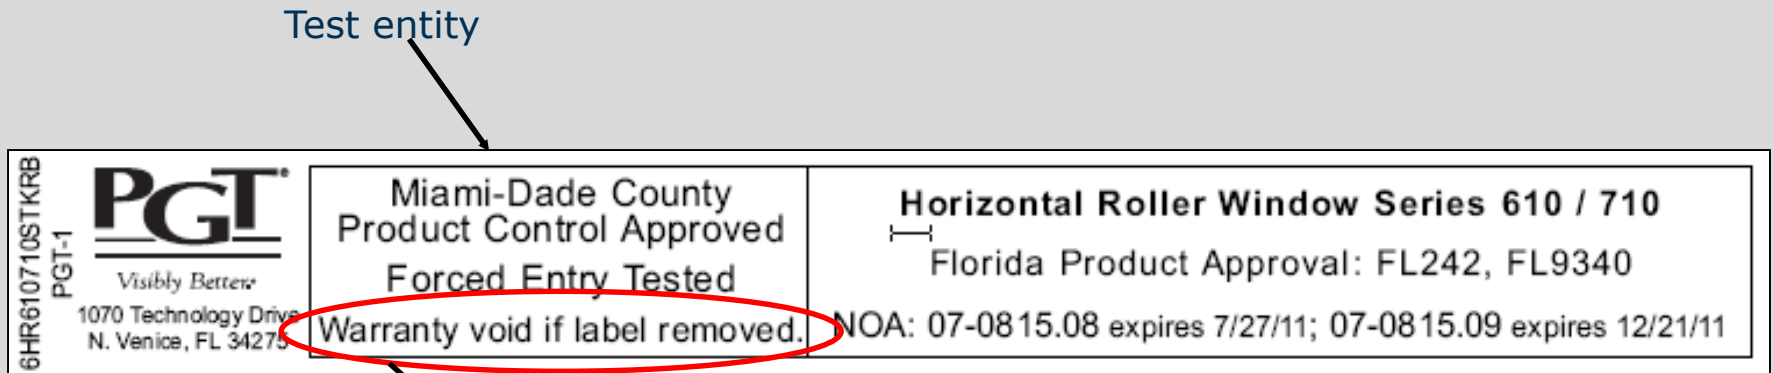 Test entity
6HR610710STKRB
PGT-1
PGT
Visibly Better
1070 Technology Drive
N. Venice, FL 34275
Miami-Dade County
Product Control Approved
Forced Entry Tested
Warranty void if label removed.
Horizontal Roller Window Series 610 / 710
Florida Product Approval: FL242, FL9340
NOA: 07-0815.08 expires 7/27/11; 07-0815.09 expires 12/21/11